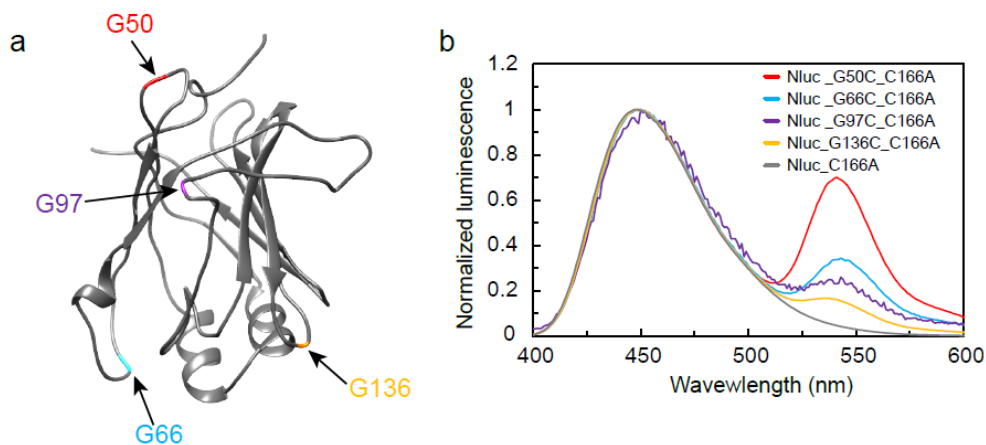 a
G50
G97
G66
G136
b
Normalized luminescence
1.2
1
0.8
0.6
0.4
0.2
0
400
450
500
550
600
Wavewlength (nm)
Nluc _G50C_C166A
Nluc _G66C_C166A
Nluc _G97C_C166A
Nluc_G136C_C166A
Nluc_C166A